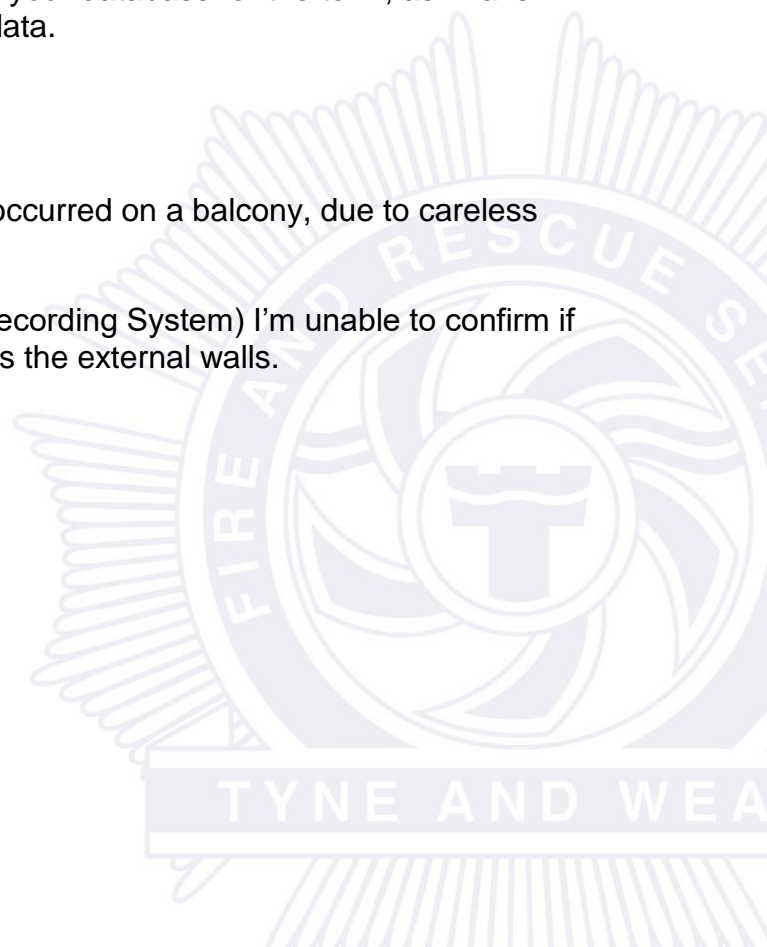 data.
occurred on a balcony, due to careless
ecording System) I'm unable to confirm if
s the external walls.
FIRE AND RESCUE SE
TYNE AND WEA